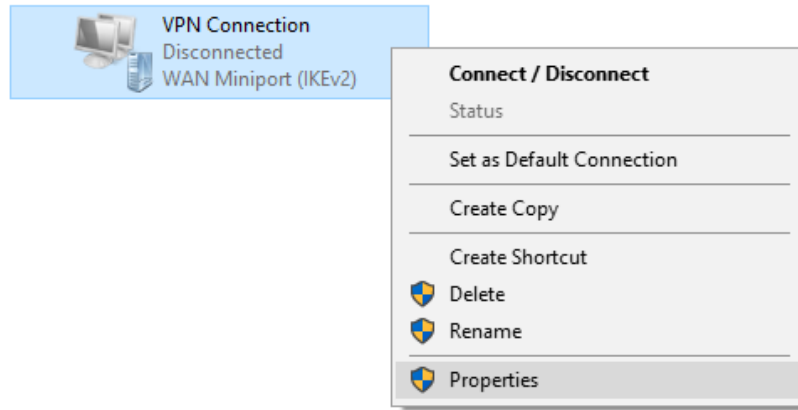 VPN Connection
Disconnected
WAN Miniport (IKEv2)
Connect / Disconnect
Status
Set as Default Connection
Create Copy
Create Shortcut
Delete
Rename
Properties